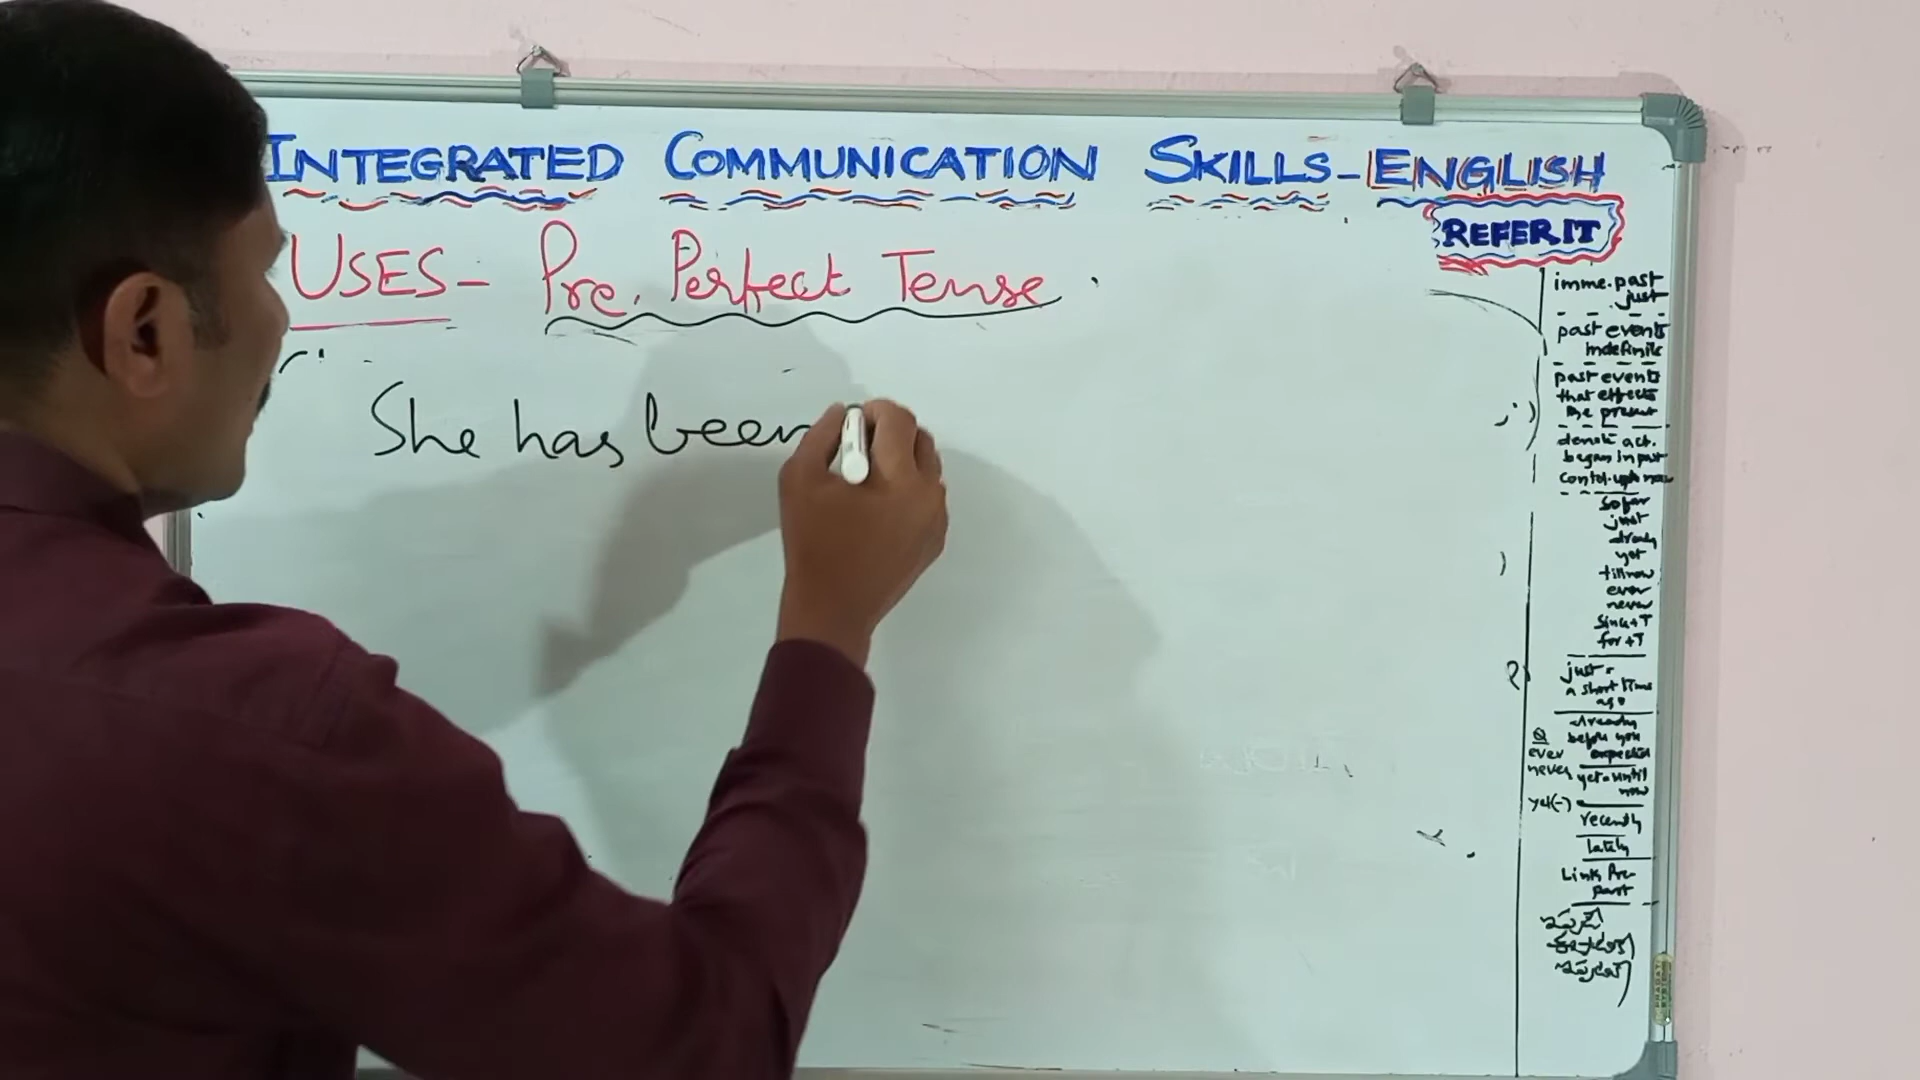 INTEGRATED COMMUNICATION SKILLS-ENGLISH
REFER IT
USES- Pre. Perfect Tense
She has been
imme.past
just
past events
indefinite
past events
that effects
the present
denote act.
began in past
contd. upto now
so far
just
already
yet
till now
ever
never
since+T
for+T
just =
a short time
ago
already
before you
expected
Q
ever
never
yet = until
now
yet(-)
recently
lately
Link Pre-
past